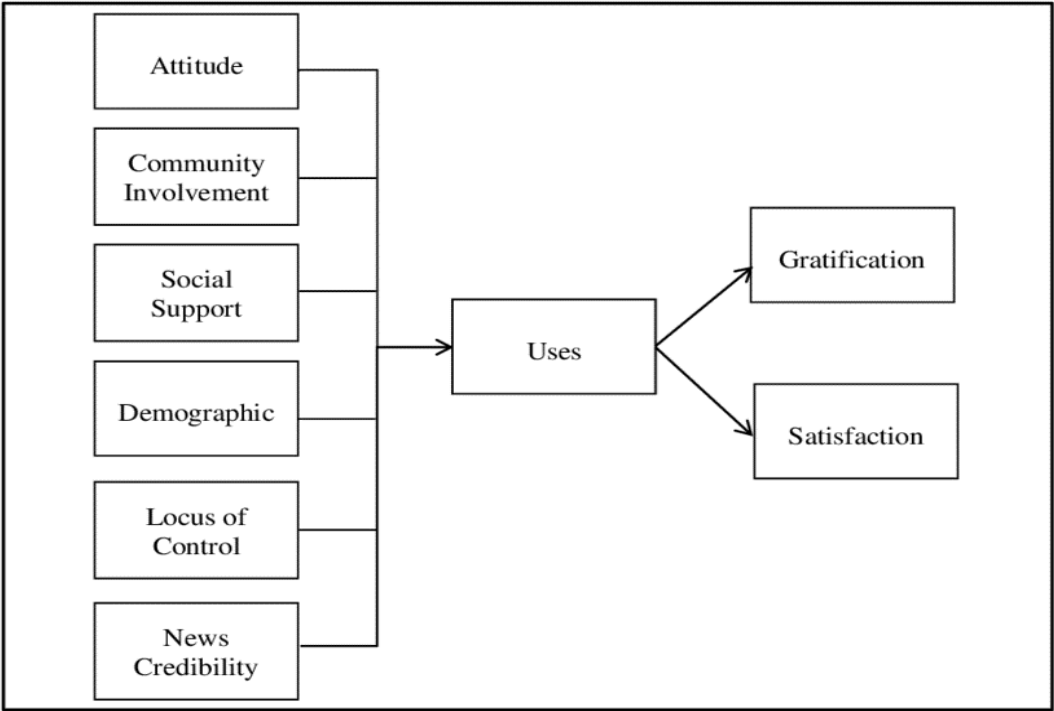 Attitude
Community
Involvement
Social
Support
Demographic
Locus of
Control
News
Credibility
Uses
Gratification
Satisfaction